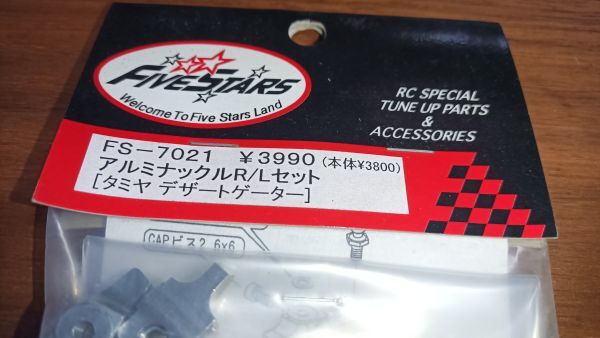 FIVESTARS
Welcome To Five Stars Land
RC SPECIAL
TUNE UP PARTS
&
ACCESSORIES
FS-7021 ¥3990(本体¥3800)
アルミナックルR/Lセット
[タミヤ デザートゲーター]
CAPビス2.6x6